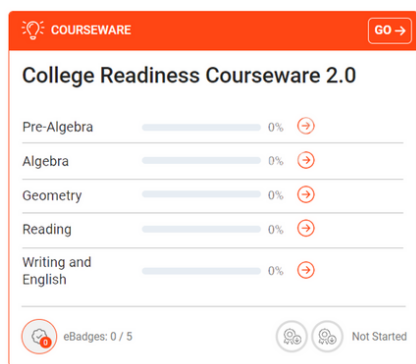 COURSEWARE
GO →
College Readiness Courseware 2.0
Pre-Algebra 0%
Algebra 0%
Geometry 0%
Reading 0%
Writing and
English 0%
0
eBadges: 0 / 5
Not Started